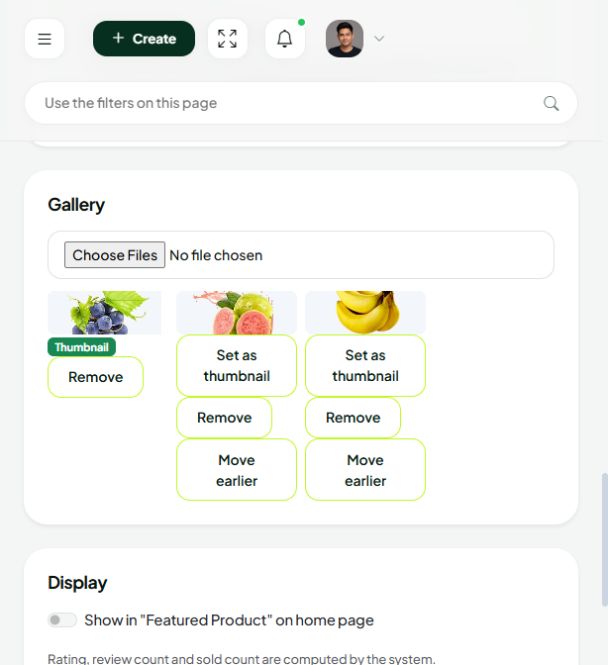 + Create
Use the filters on this page
Gallery
Choose Files No file chosen
Thumbnail
Remove
Set as
thumbnail
Remove
Move
earlier
Set as
thumbnail
Remove
Move
earlier
Display
Show in "Featured Product" on home page
Rating, review count and sold count are computed by the system.